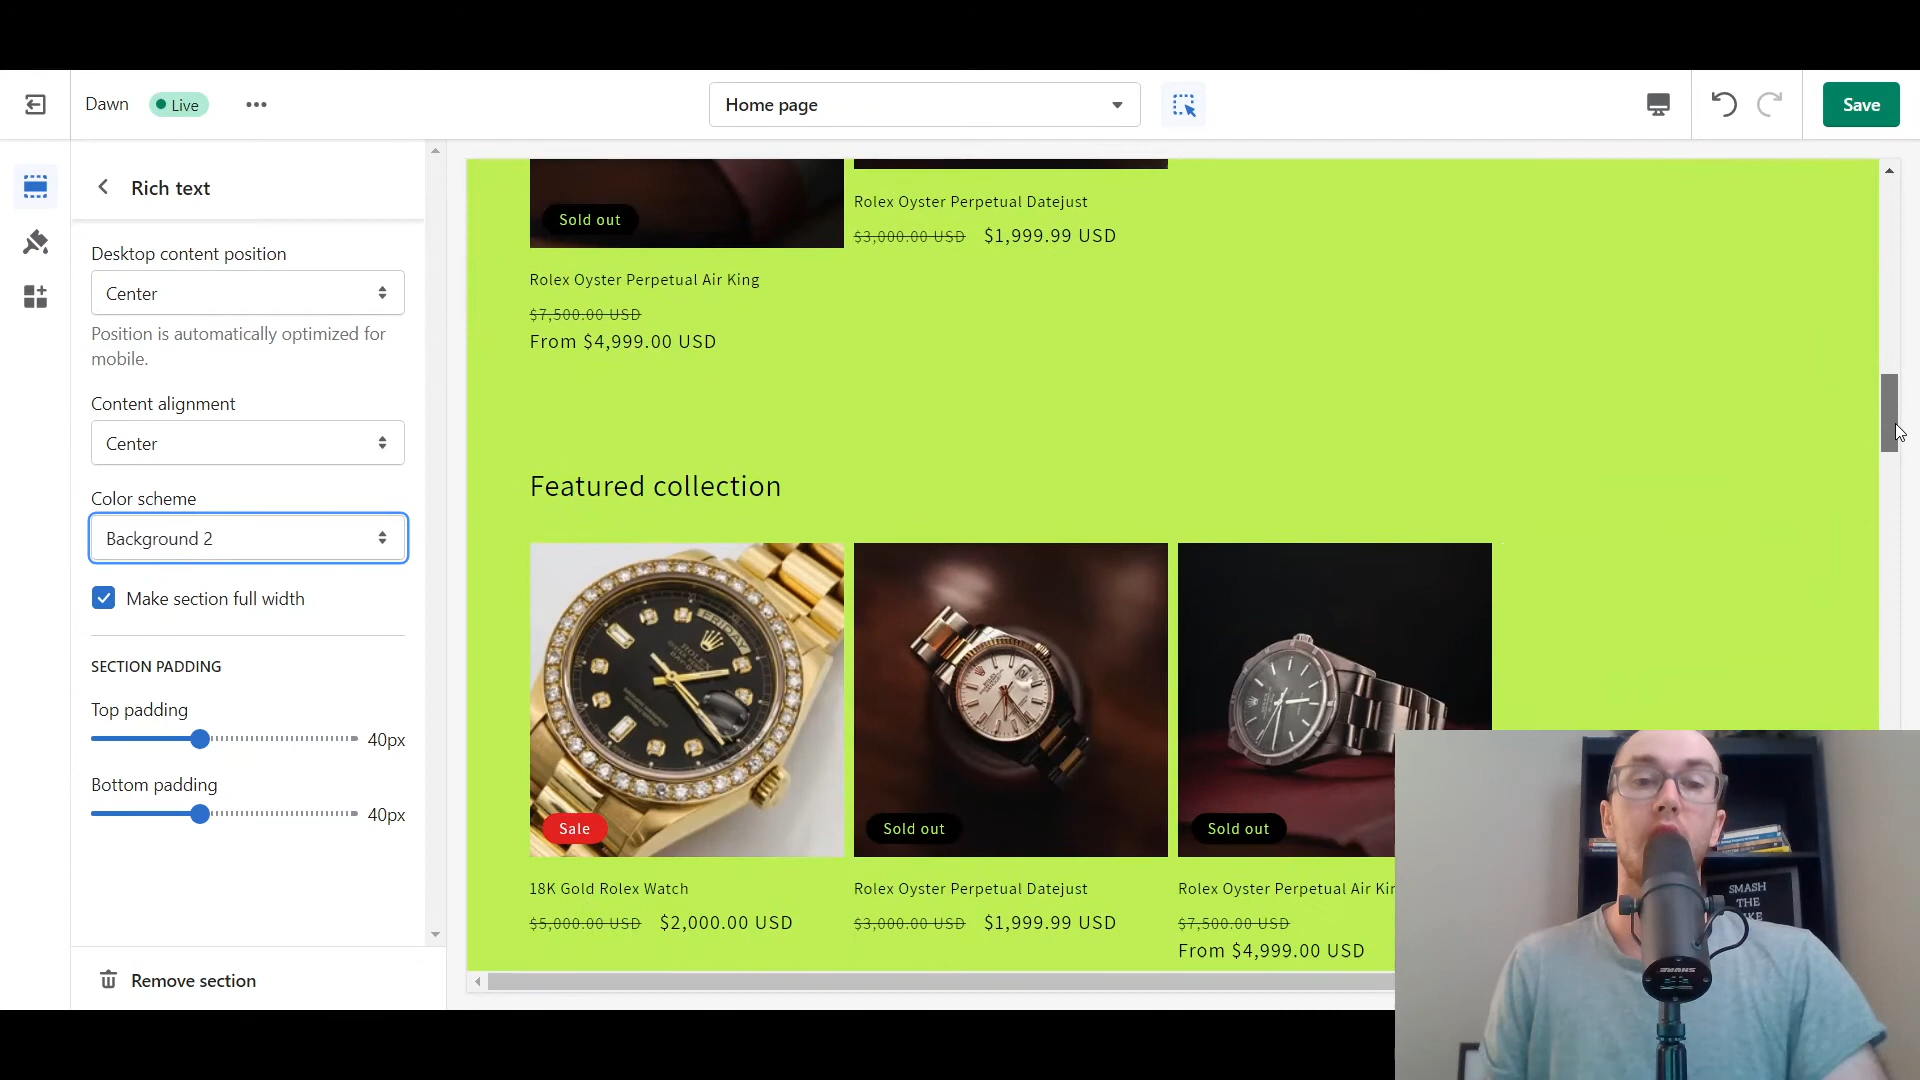 Dawn
Live
Home page
Save
Rich text
Desktop content position
Center
Position is automatically optimized for
mobile.
Content alignment
Center
Color scheme
Background 2
Make section full width
SECTION PADDING
Top padding
40px
Bottom padding
40px
Remove section
Sold out
Rolex Oyster Perpetual Air King
$7,500.00 USD
From $4,999.00 USD
Rolex Oyster Perpetual Datejust
$3,000.00 USD $1,999.99 USD
Featured collection
FRIDAY
Sale
18K Gold Rolex Watch
$5,000.00 USD $2,000.00 USD
Sold out
Rolex Oyster Perpetual Datejust
$3,000.00 USD $1,999.99 USD
Sold out
Rolex Oyster Perpetual Air Kin
$7,500.00 USD
From $4,999.00 USD
SMASH
THE
SHURE